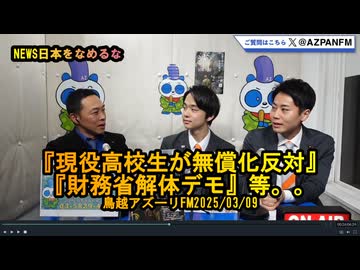 ご質問はこちら X @AZPANFM
NEWS日本をなめるな
『現役高校生が無償化反対』
『財務省解体デモ』等。。
鳥越アズーリFM2025/03/09
ON-AIR